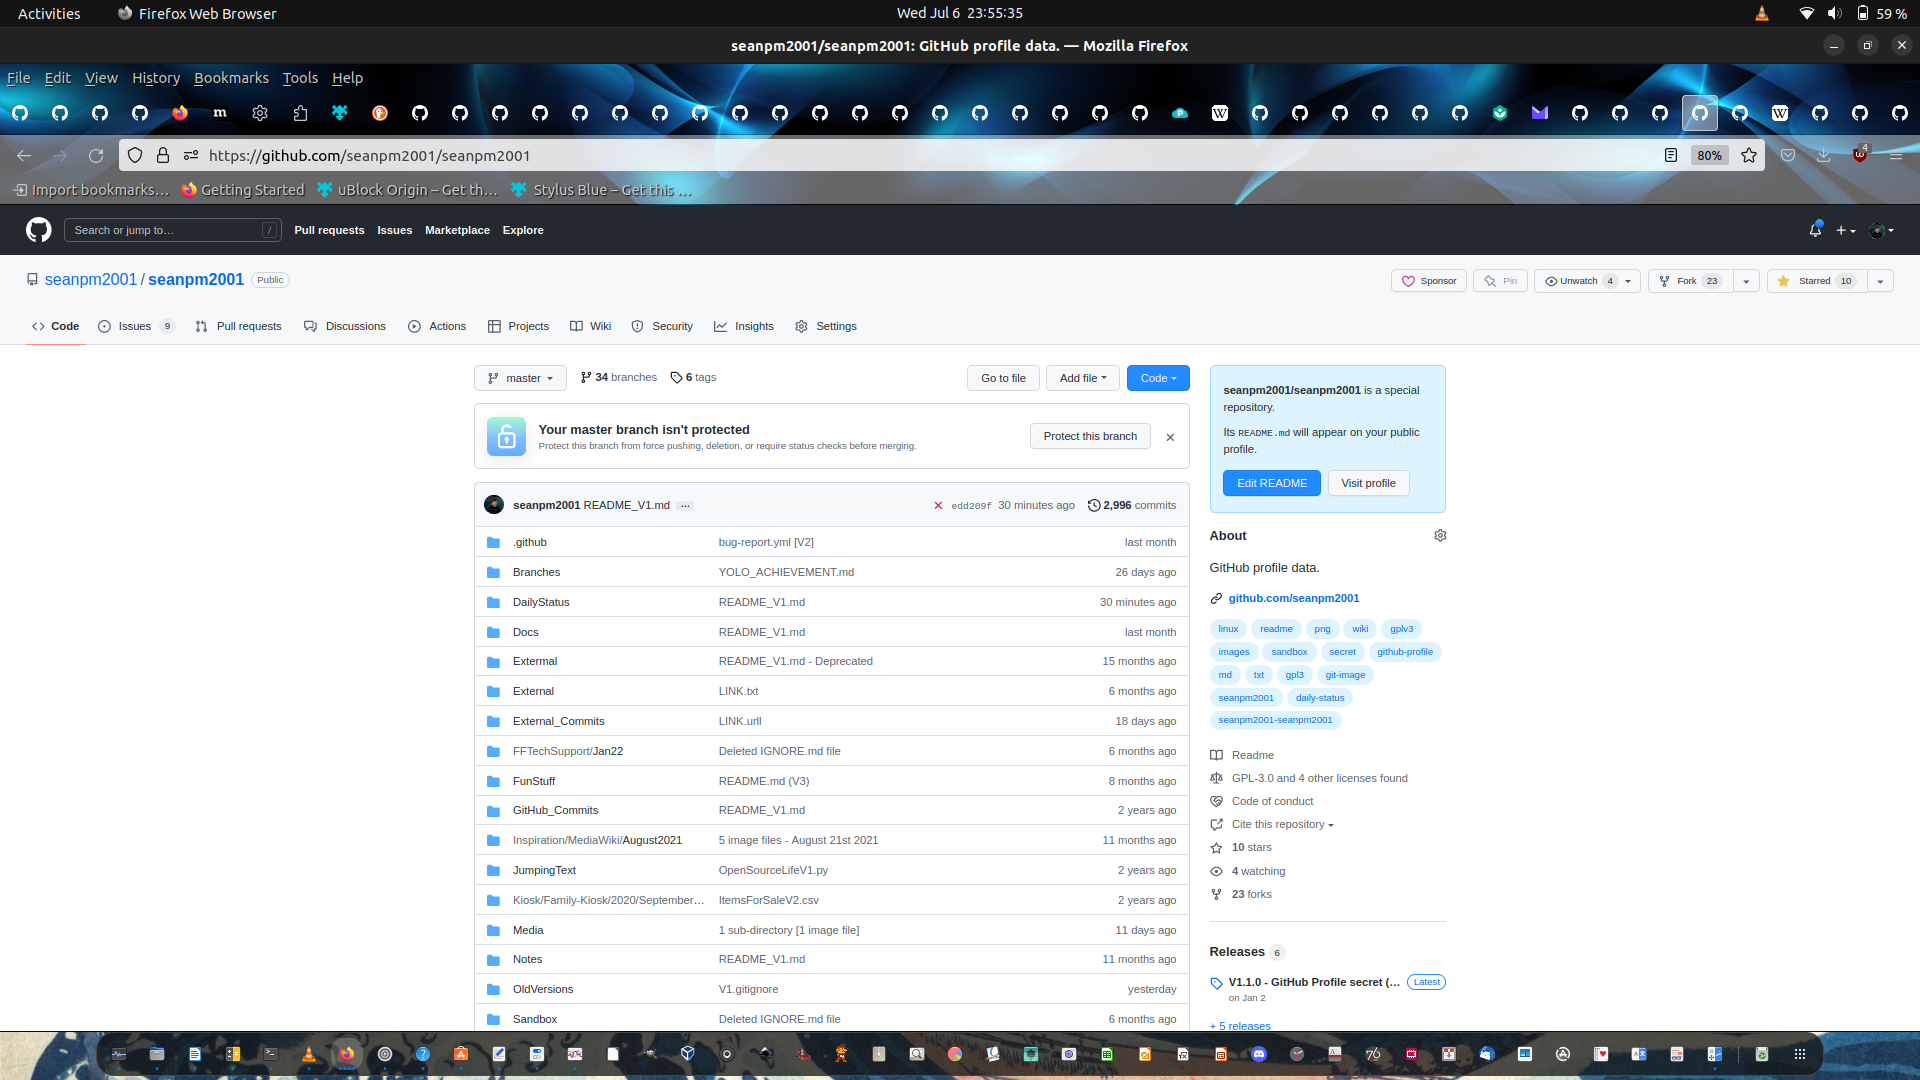 Activities Firefox Web Browser Wed Jul 6 23:55:35 59 %
seanpm2001/seanpm2001: GitHub profile data. — Mozilla Firefox
File Edit View History Bookmarks Tools Help
https://github.com/seanpm2001/seanpm2001 80% 4
Import bookmarks… Getting Started uBlock Origin – Get th… Stylus Blue – Get this …
Search or jump to… / Pull requests Issues Marketplace Explore
seanpm2001 / seanpm2001 Public Sponsor Pin Unwatch 4 Fork 23 Starred 10
Code Issues 9 Pull requests Discussions Actions Projects Wiki Security Insights Settings
master 34 branches 6 tags Go to file Add file Code
Your master branch isn't protected
Protect this branch from force pushing, deletion, or require status checks before merging.
Protect this branch
seanpm2001 README_V1.md … edd209f 30 minutes ago 2,996 commits
.github bug-report.yml [V2] last month
Branches YOLO_ACHIEVEMENT.md 26 days ago
DailyStatus README_V1.md 30 minutes ago
Docs README_V1.md last month
Extermal README_V1.md - Deprecated 15 months ago
External LINK.txt 6 months ago
External_Commits LINK.urll 18 days ago
FFTechSupport/Jan22 Deleted IGNORE.md file 6 months ago
FunStuff README.md (V3) 8 months ago
GitHub_Commits README_V1.md 2 years ago
Inspiration/MediaWiki/August2021 5 image files - August 21st 2021 11 months ago
JumpingText OpenSourceLifeV1.py 2 years ago
Kiosk/Family-Kiosk/2020/September… ItemsForSaleV2.csv 2 years ago
Media 1 sub-directory [1 image file] 11 days ago
Notes README_V1.md 11 months ago
OldVersions V1.gitignore yesterday
Sandbox Deleted IGNORE.md file 6 months ago
seanpm2001/seanpm2001 is a special
repository.
Its README.md will appear on your public
profile.
Edit README Visit profile
About
GitHub profile data.
github.com/seanpm2001
linux readme png wiki gplv3
images sandbox secret github-profile
md txt gpl3 git-image
seanpm2001 daily-status
seanpm2001-seanpm2001
Readme
GPL-3.0 and 4 other licenses found
Code of conduct
Cite this repository
10 stars
4 watching
23 forks
Releases 6
V1.1.0 - GitHub Profile secret (… Latest
on Jan 2
+ 5 releases